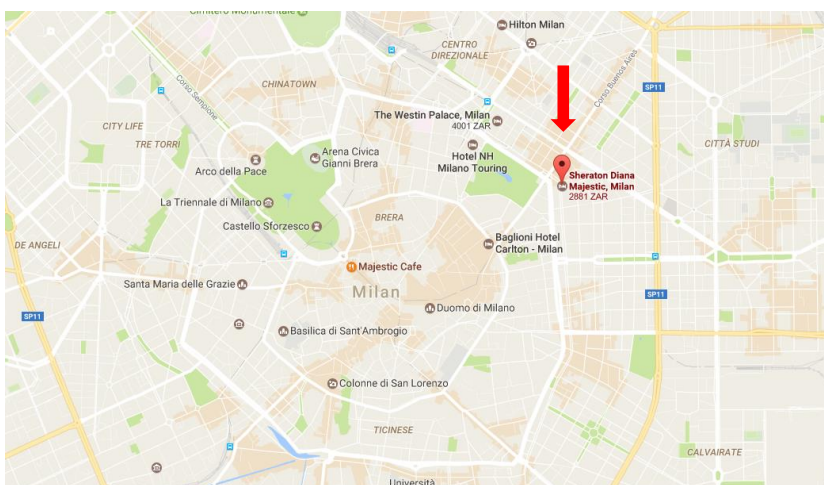 Cimitero Monumentale
Hilton Milan
CENTRO
DIREZIONALE
Corso Buenos Aires
Corso Sempione
CHINATOWN
SP11
The Westin Palace, Milan
4001 ZAR
CITY LIFE
TRE TORRI
Arena Civica
Gianni Brera
Hotel NH
Milano Touring
CITTÀ STUDI
Arco della Pace
Sheraton Diana
Majestic, Milan
2881 ZAR
La Triennale di Milano
BRERA
Castello Sforzesco
DE ANGELI
Baglioni Hotel
Carlton - Milan
Majestic Cafe
Santa Maria delle Grazie
Milan
SP11
Duomo di Milano
SP11
Basilica di Sant'Ambrogio
Colonne di San Lorenzo
TICINESE
CALVAIRATE
Università